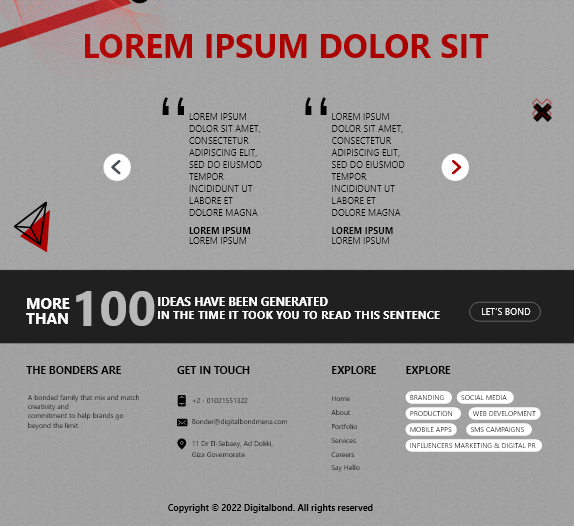 LOREM IPSUM DOLOR SIT
“
LOREM IPSUM
DOLOR SIT AMET,
CONSECTETUR
ADIPISCING ELIT,
SED DO EIUSMOD
TEMPOR
INCIDIDUNT UT
LABORE ET
DOLORE MAGNA
LOREM IPSUM
LOREM IPSUM
“
LOREM IPSUM
DOLOR SIT AMET,
CONSECTETUR
ADIPISCING ELIT,
SED DO EIUSMOD
TEMPOR
INCIDIDUNT UT
LABORE ET
DOLORE MAGNA
LOREM IPSUM
LOREM IPSUM
MORE
THAN
100
IDEAS HAVE BEEN GENERATED
IN THE TIME IT TOOK YOU TO READ THIS SENTENCE
LET'S BOND
THE BONDERS ARE
A bonded family that mix and match
creativity and
commitment to help brands go
beyond the limit.
GET IN TOUCH
+2 - 01021551322
Bonder@digitalbondmena.com
11 Dr El-Sebaey, Ad Dokki,
Giza Governorate
EXPLORE
Home
About
Portfolio
Services
Careers
Say Hello
EXPLORE
BRANDING
SOCIAL MEDIA
PRODUCTION
WEB DEVELOPMENT
MOBILE APPS
SMS CAMPAIGNS
INFLUENCERS MARKETING & DIGITAL PR
Copyright © 2022 Digitalbond. All rights reserved